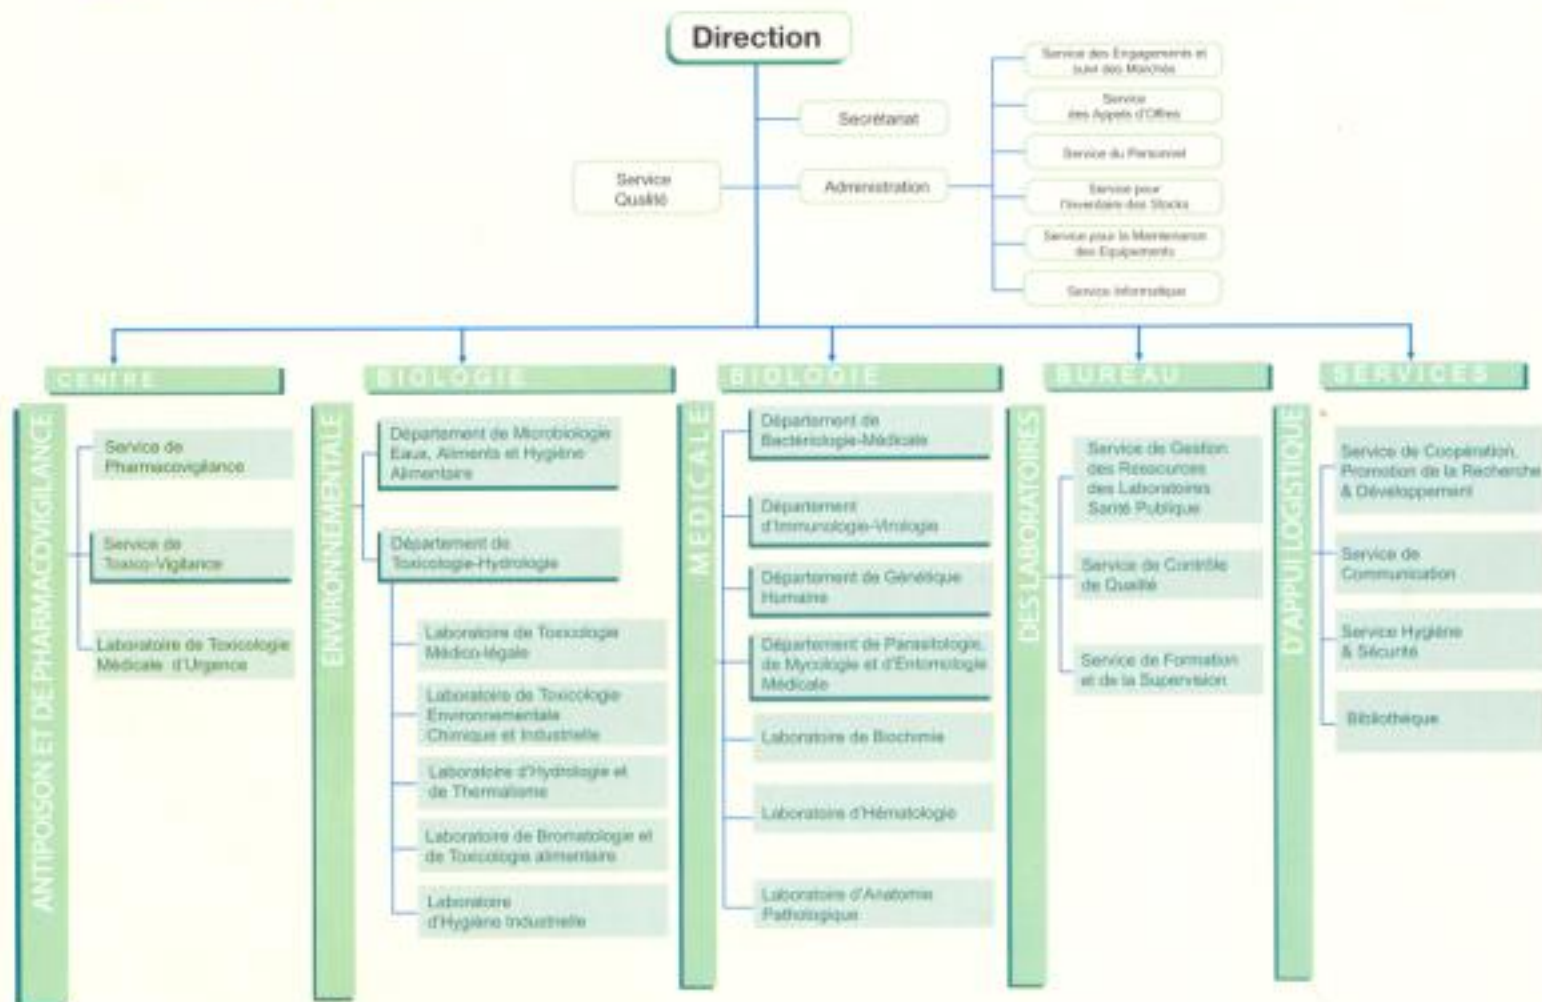 Direction
Service des Engagements et
suivi des Marchés
Service
des Appels d'Offres
Secrétariat
Service du Personnel
Service
Qualité
Administration
Service pour
l'Inventaire des Stocks
Service pour la Maintenance
des Equipements
Service Informatique
CENTRE
ANTIPOISON ET DE PHARMACOVIGILANCE
Service de
Pharmacovigilance
Service de
Toxico-Vigilance
Laboratoire de Toxicologie
Médicale d'Urgence
BIOLOGIE
ENVIRONNEMENTALE
Département de Microbiologie
Eaux, Aliments et Hygiène
Alimentaire
Département de
Toxicologie-Hydrologie
Laboratoire de Toxicologie
Médico-légale
Laboratoire de Toxicologie
Environnementale
Chimique et Industrielle
Laboratoire d'Hydrologie et
de Thermalisme
Laboratoire de Bromatologie et
de Toxicologie alimentaire
Laboratoire
d'Hygiène Industrielle
BIOLOGIE
MEDICALE
Département de
Bactériologie-Médicale
Département
d'Immunologie-Virologie
Département de Génétique
Humaine
Département de Parasitologie,
de Mycologie et d'Entomologie
Médicale
Laboratoire de Biochimie
Laboratoire d'Hématologie
Laboratoire d'Anatomie
Pathologique
BUREAU
DES LABORATOIRES
Service de Gestion
des Ressources
des Laboratoires
Santé Publique
Service de Contrôle
de Qualité
Service de Formation
et de la Supervision
SERVICES
D'APPUI LOGISTIQUE
Service de Coopération,
Promotion de la Recherche
& Développement
Service de
Communication
Service Hygiène
& Sécurité
Bibliothèque